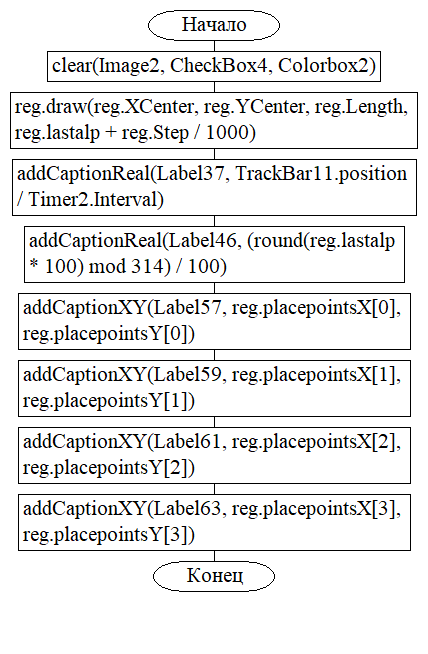 Начало
clear(Image2, CheckBox4, Colorbox2)
reg.draw(reg.XCenter, reg.YCenter, reg.Length,
reg.lastalp + reg.Step / 1000)
addCaptionReal(Label37, TrackBar11.position
/ Timer2.Interval)
addCaptionReal(Label46, (round(reg.lastalp
* 100) mod 314) / 100)
addCaptionXY(Label57, reg.placepointsX[0],
reg.placepointsY[0])
addCaptionXY(Label59, reg.placepointsX[1],
reg.placepointsY[1])
addCaptionXY(Label61, reg.placepointsX[2],
reg.placepointsY[2])
addCaptionXY(Label63, reg.placepointsX[3],
reg.placepointsY[3])
Конец